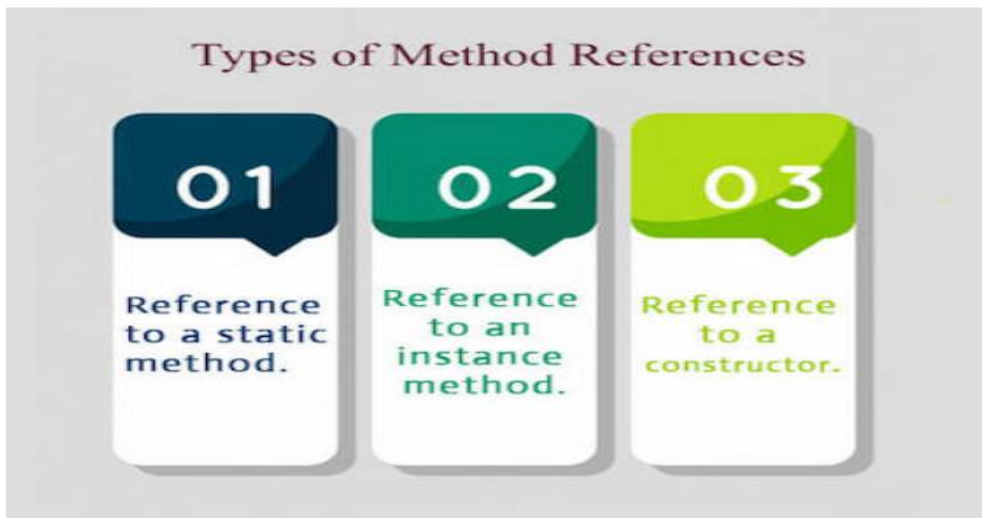 Types of Method References
01
Reference
to a static
method.
02
Reference
to an
instance
method.
03
Reference
to a
constructor.